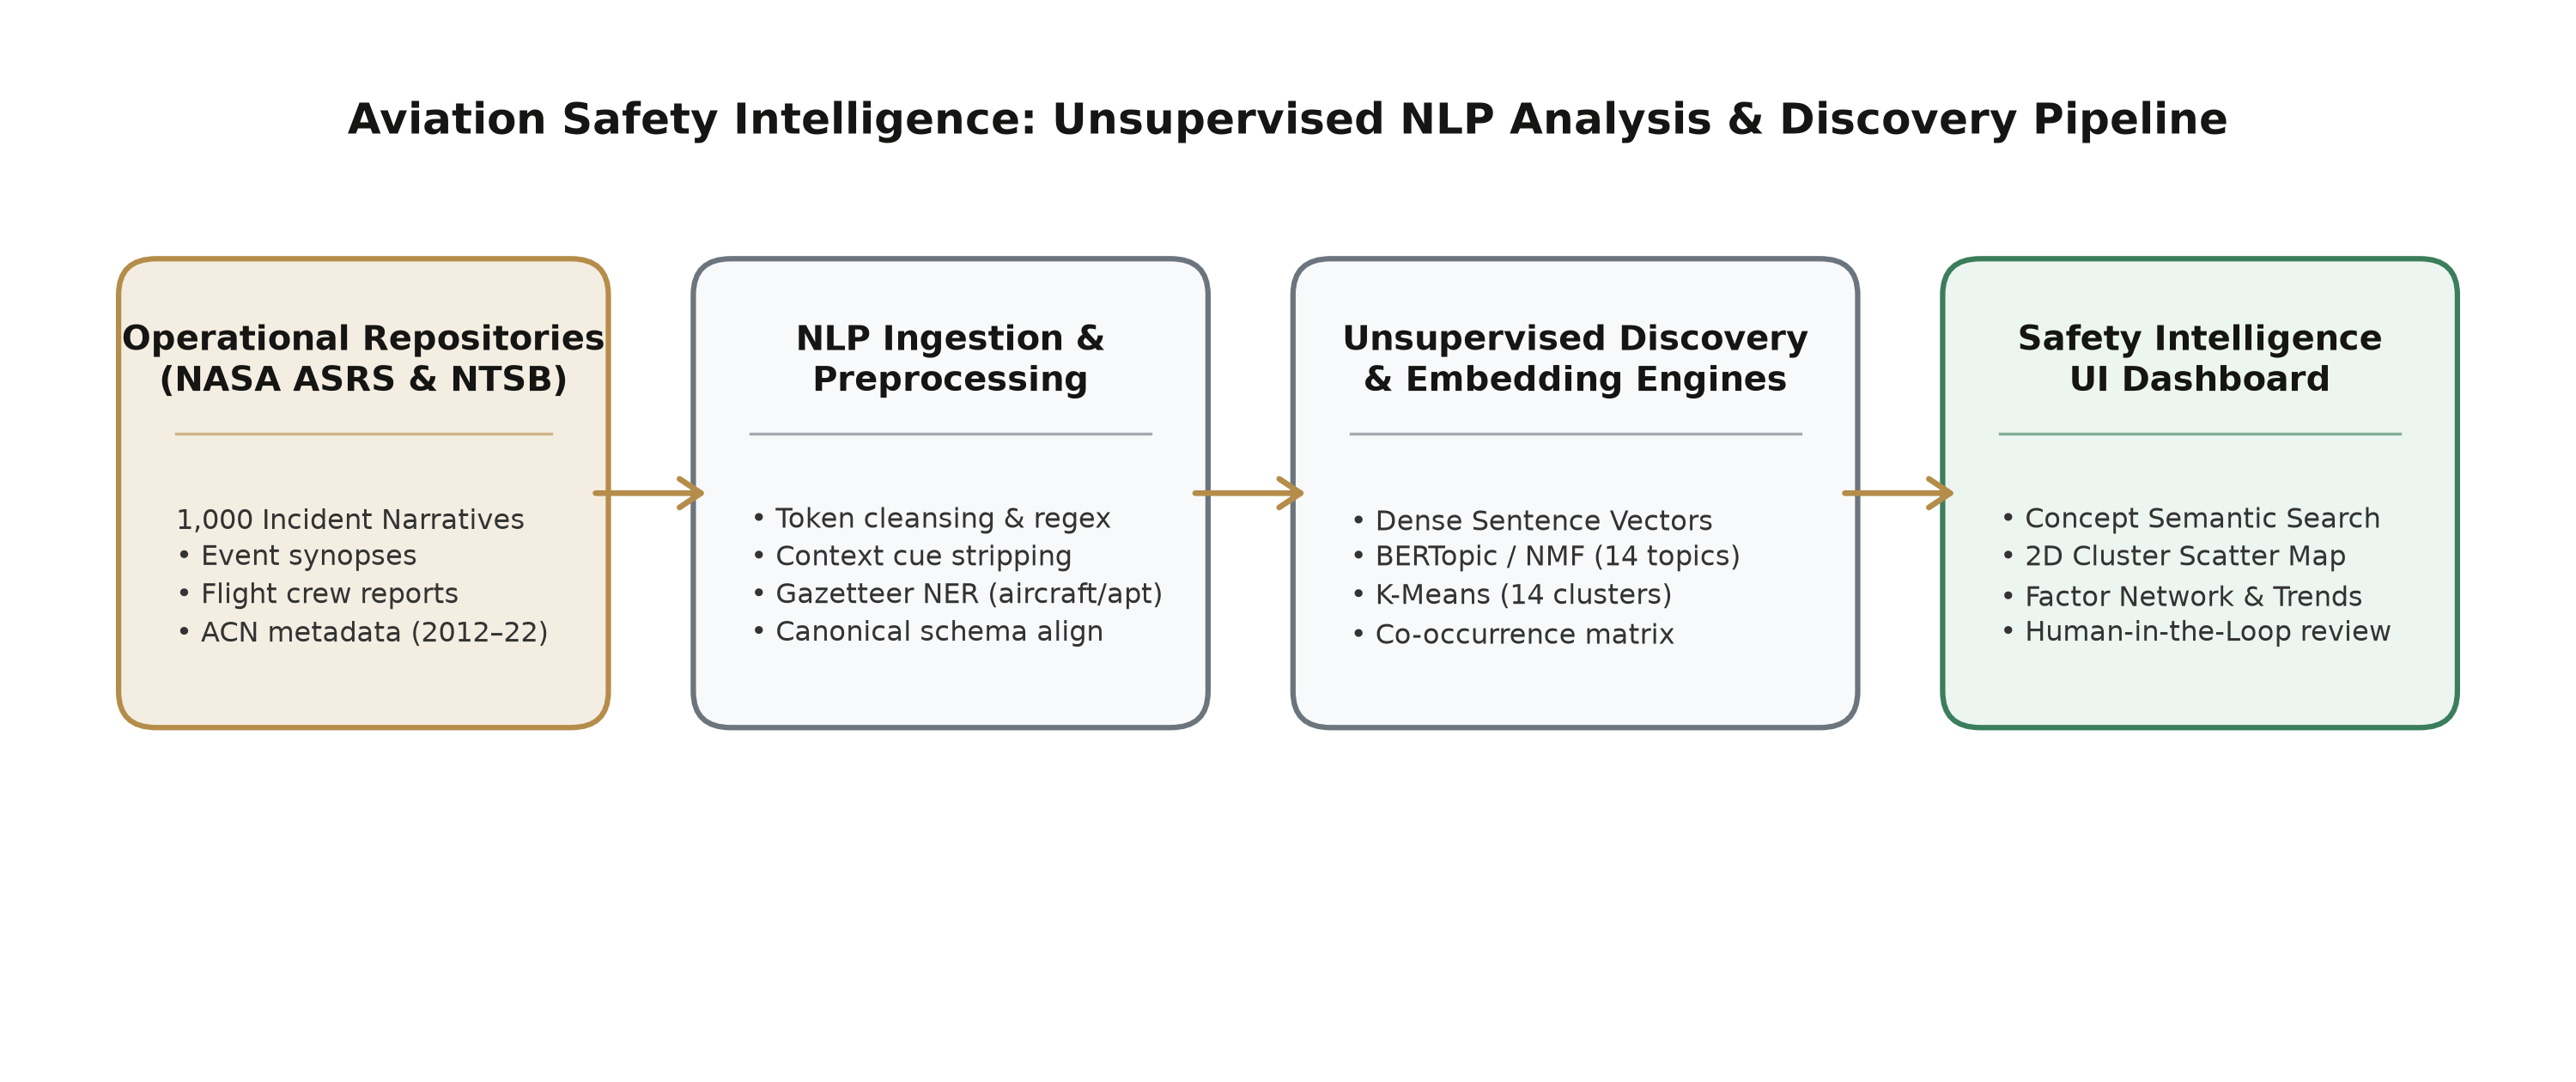 Aviation Safety Intelligence: Unsupervised NLP Analysis & Discovery Pipeline
Operational Repositories
(NASA ASRS & NTSB)
1,000 Incident Narratives
• Event synopses
• Flight crew reports
• ACN metadata (2012–22)
NLP Ingestion &
Preprocessing
• Token cleansing & regex
• Context cue stripping
• Gazetteer NER (aircraft/apt)
• Canonical schema align
Unsupervised Discovery
& Embedding Engines
• Dense Sentence Vectors
• BERTopic / NMF (14 topics)
• K-Means (14 clusters)
• Co-occurrence matrix
Safety Intelligence
UI Dashboard
• Concept Semantic Search
• 2D Cluster Scatter Map
• Factor Network & Trends
• Human-in-the-Loop review